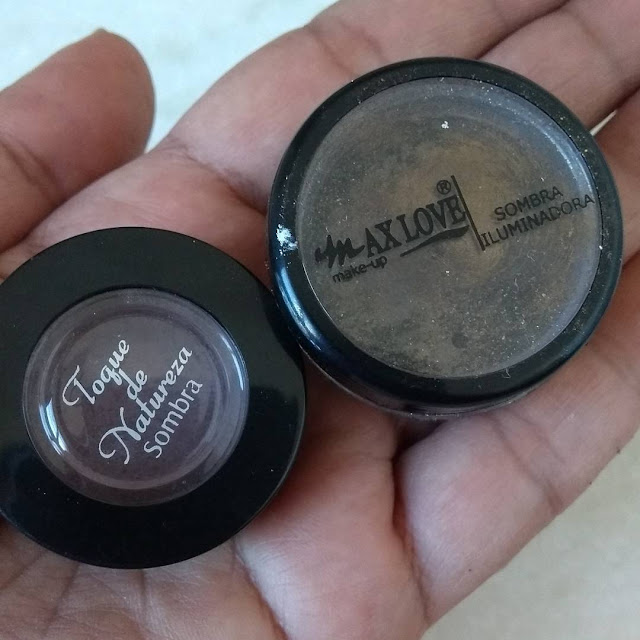 Toque
de
Natureza
Sombra
MAX LOVE®
make-up
SOMBRA
ILUMINADORA